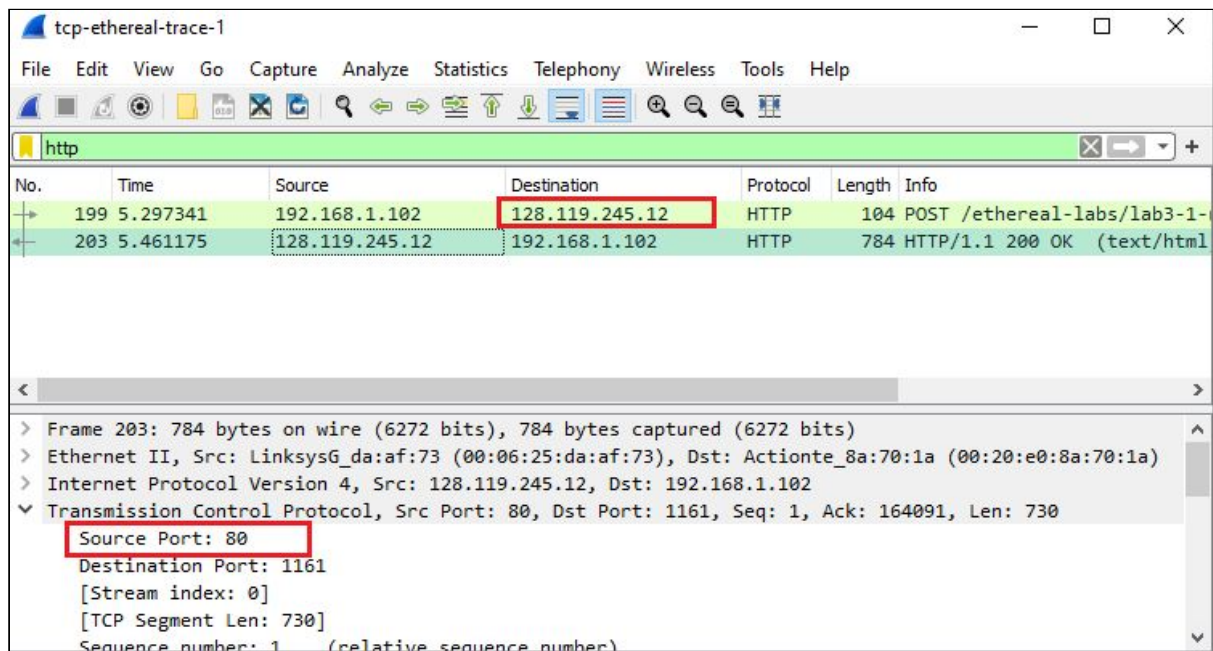 tcp-ethereal-trace-1
File Edit View Go Capture Analyze Statistics Telephony Wireless Tools Help
http
No. Time Source Destination Protocol Length Info
199 5.297341 192.168.1.102 128.119.245.12 HTTP 104 POST /ethereal-labs/lab3-1-
203 5.461175 128.119.245.12 192.168.1.102 HTTP 784 HTTP/1.1 200 OK (text/html
Frame 203: 784 bytes on wire (6272 bits), 784 bytes captured (6272 bits)
Ethernet II, Src: LinksysG_da:af:73 (00:06:25:da:af:73), Dst: Actionte_8a:70:1a (00:20:e0:8a:70:1a)
Internet Protocol Version 4, Src: 128.119.245.12, Dst: 192.168.1.102
Transmission Control Protocol, Src Port: 80, Dst Port: 1161, Seq: 1, Ack: 164091, Len: 730
Source Port: 80
Destination Port: 1161
[Stream index: 0]
[TCP Segment Len: 730]
Sequence number: 1 (relative sequence number)